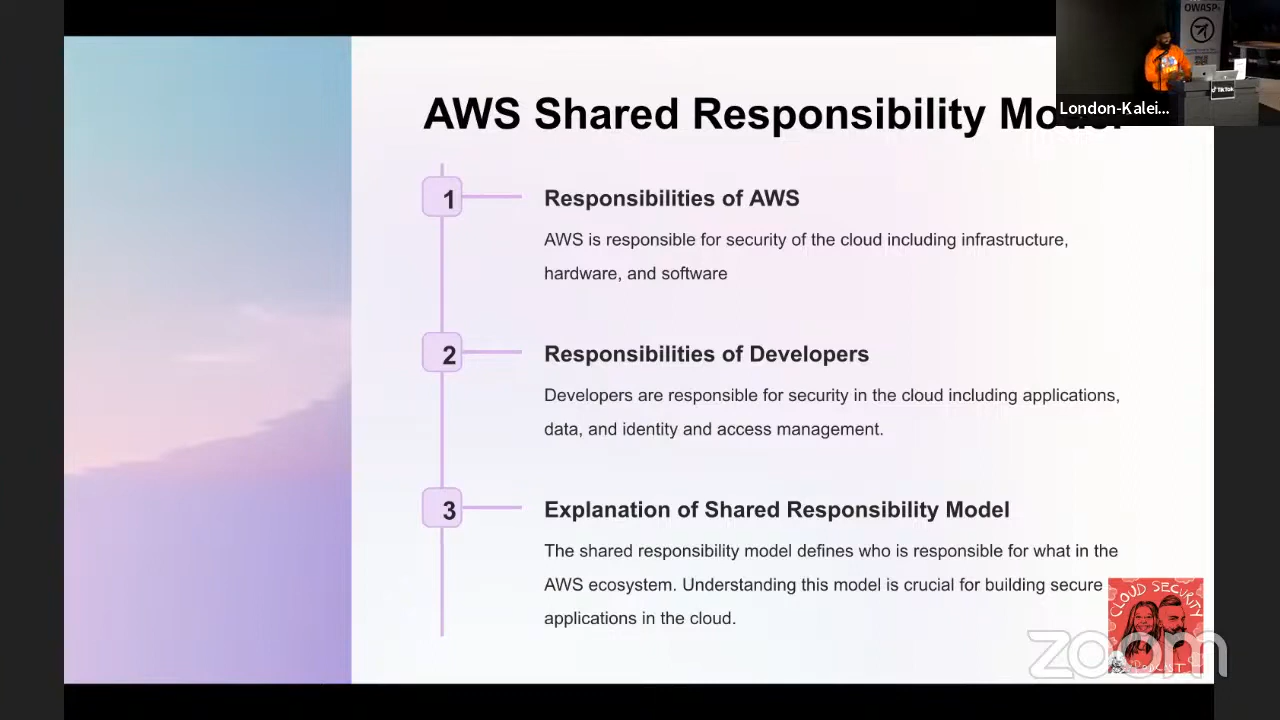 AWS Shared Responsibility Model
OWASP
TikTok
London-Kalei...
1
Responsibilities of AWS
AWS is responsible for security of the cloud including infrastructure,
hardware, and software
2
Responsibilities of Developers
Developers are responsible for security in the cloud including applications,
data, and identity and access management.
3
Explanation of Shared Responsibility Model
The shared responsibility model defines who is responsible for what in the
AWS ecosystem. Understanding this model is crucial for building secure
applications in the cloud.
CLOUD SECURITY
PODCAST
zoom